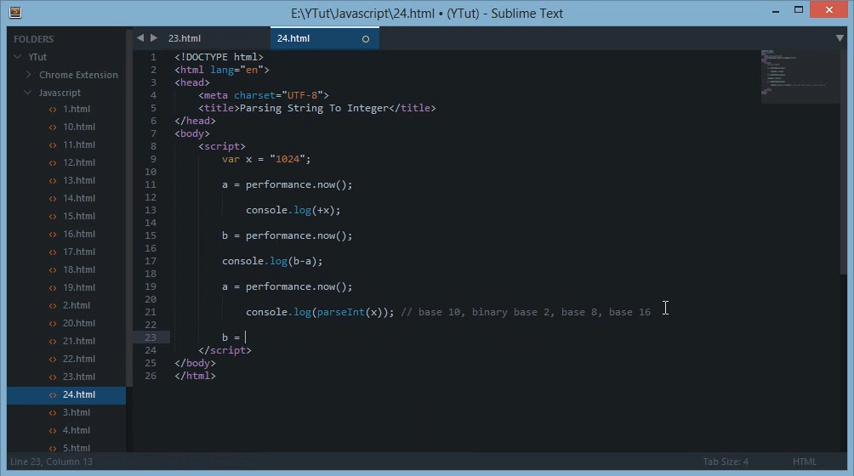 E:\YTut\Javascript\24.html • (YTut) - Sublime Text
FOLDERS
YTut
Chrome Extension
Javascript
1.html
10.html
11.html
12.html
13.html
14.html
15.html
16.html
17.html
18.html
19.html
2.html
20.html
21.html
22.html
23.html
24.html
3.html
4.html
5.html
23.html
24.html
1 <!DOCTYPE html>
2 <html lang="en">
3 <head>
4 <meta charset="UTF-8">
5 <title>Parsing String To Integer</title>
6 </head>
7 <body>
8 <script>
9 var x = "1024";
10
11 a = performance.now();
12
13 console.log(+x);
14
15 b = performance.now();
16
17 console.log(b-a);
18
19 a = performance.now();
20
21 console.log(parseInt(x)); // base 10, binary base 2, base 8, base 16
22
23 b =
24 </script>
25 </body>
26 </html>
Line 23, Column 13
Tab Size: 4
HTML